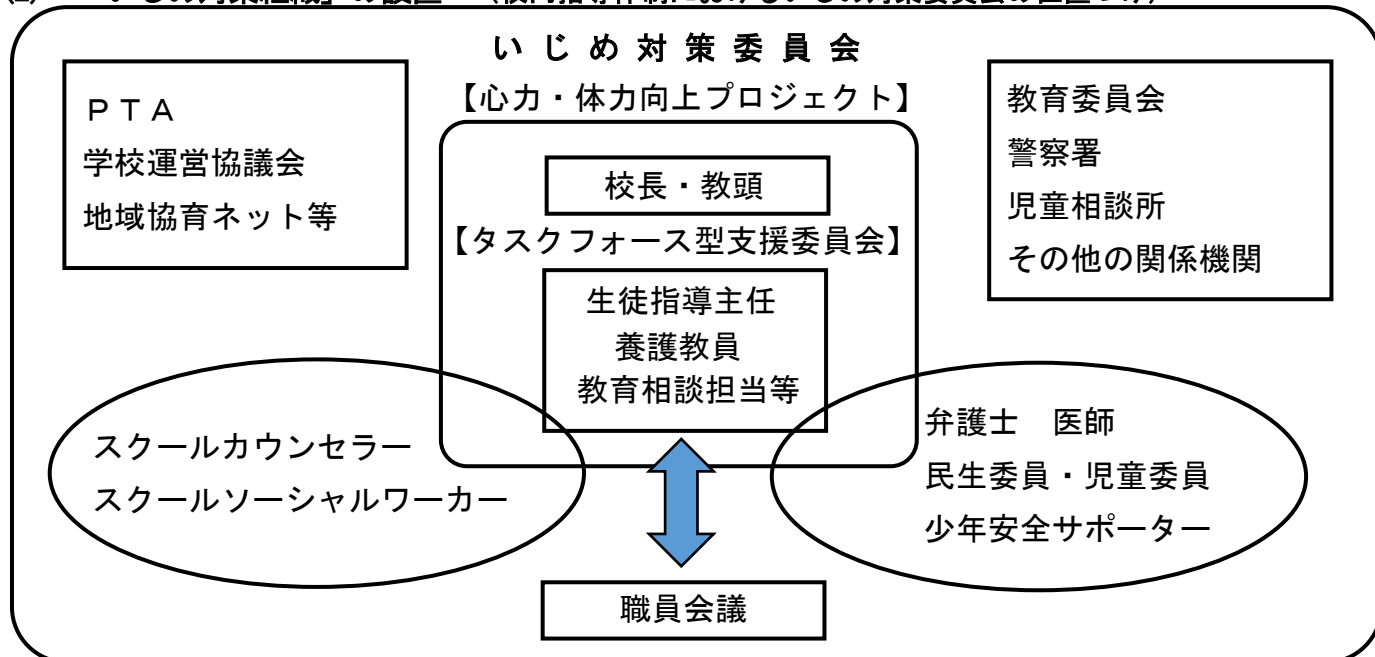 いじめ対策委員会
【心力・体力向上プロジェクト】
ＰＴＡ
学校運営協議会
地域協育ネット等
校長・教頭
【タスクフォース型支援委員会】
生徒指導主任
養護教員
教育相談担当等
教育委員会
警察署
児童相談所
その他の関係機関
スクールカウンセラー
スクールソーシャルワーカー
弁護士　医師
民生委員・児童委員
少年安全サポーター
職員会議